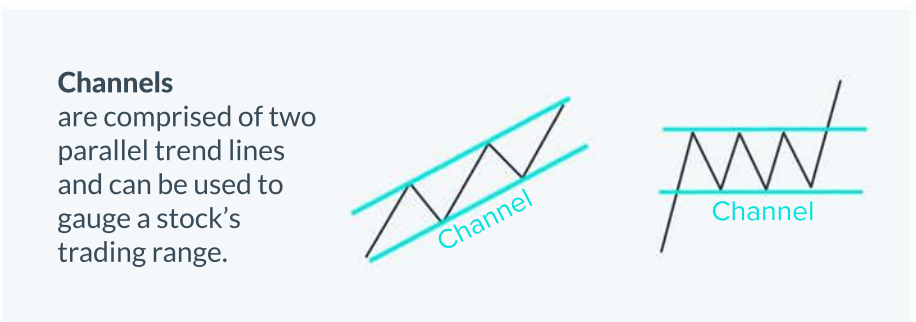 Channels
are comprised of two
parallel trend lines
and can be used to
gauge a stock’s
trading range.
Channel
Channel